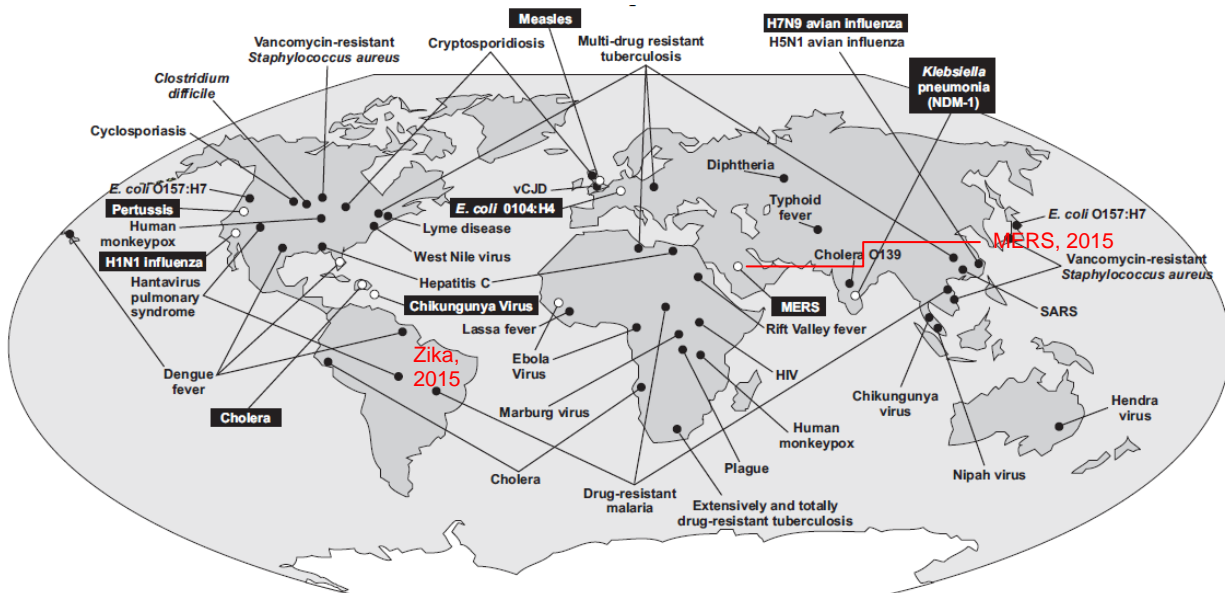 Measles
H7N9 avian influenza
H5N1 avian influenza
Vancomycin-resistant
Staphylococcus aureus
Cryptosporidiosis
Multi-drug resistant
tuberculosis
Klebsiella
pneumonia
(NDM-1)
Clostridium
difficile
Cyclosporiasis
Diphtheria
E. coli O157:H7
vCJD
Pertussis
E. coli 0104:H4
Typhoid
fever
E. coli O157:H7
Human
monkeypox
Lyme disease
MERS, 2015
H1N1 influenza
West Nile virus
Cholera O139
Vancomycin-resistant
Staphylococcus aureus
Hantavirus
pulmonary
syndrome
Hepatitis C
Chikungunya Virus
MERS
SARS
Lassa fever
Rift Valley fever
Ebola
Virus
Zika,
2015
Dengue
fever
HIV
Chikungunya
virus
Hendra
virus
Cholera
Marburg virus
Human
monkeypox
Plague
Nipah virus
Cholera
Drug-resistant
malaria
Extensively and totally
drug-resistant tuberculosis